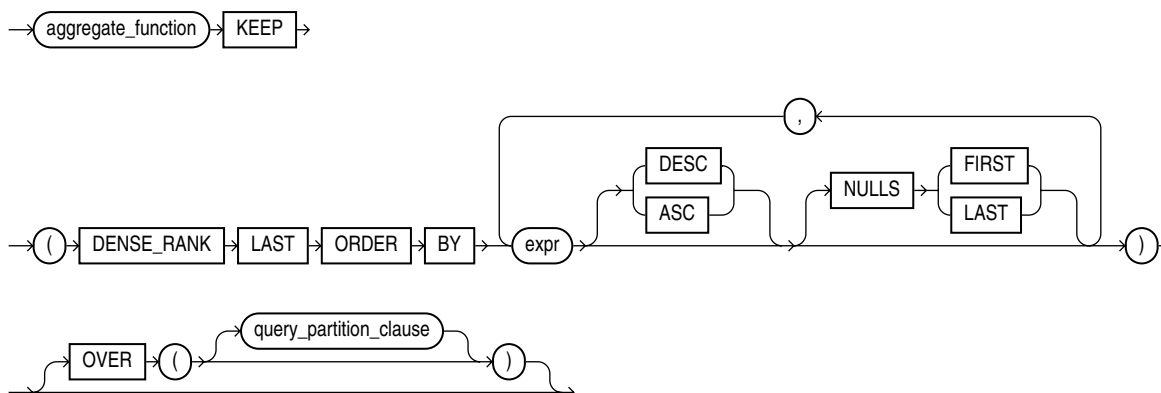 aggregate_function KEEP
,
DESC FIRST
NULLS
ASC LAST
( DENSE_RANK LAST ORDER BY expr )
query_partition_clause
OVER ( )